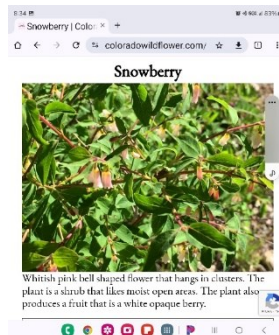 8:34
Snowberry | Color
coloradowildflower.com/
Snowberry
Whitish pink bell shaped flower that hangs in clusters. The
plant is a shrub that likes moist open areas. The plant also
produces a fruit that is a white opaque berry.